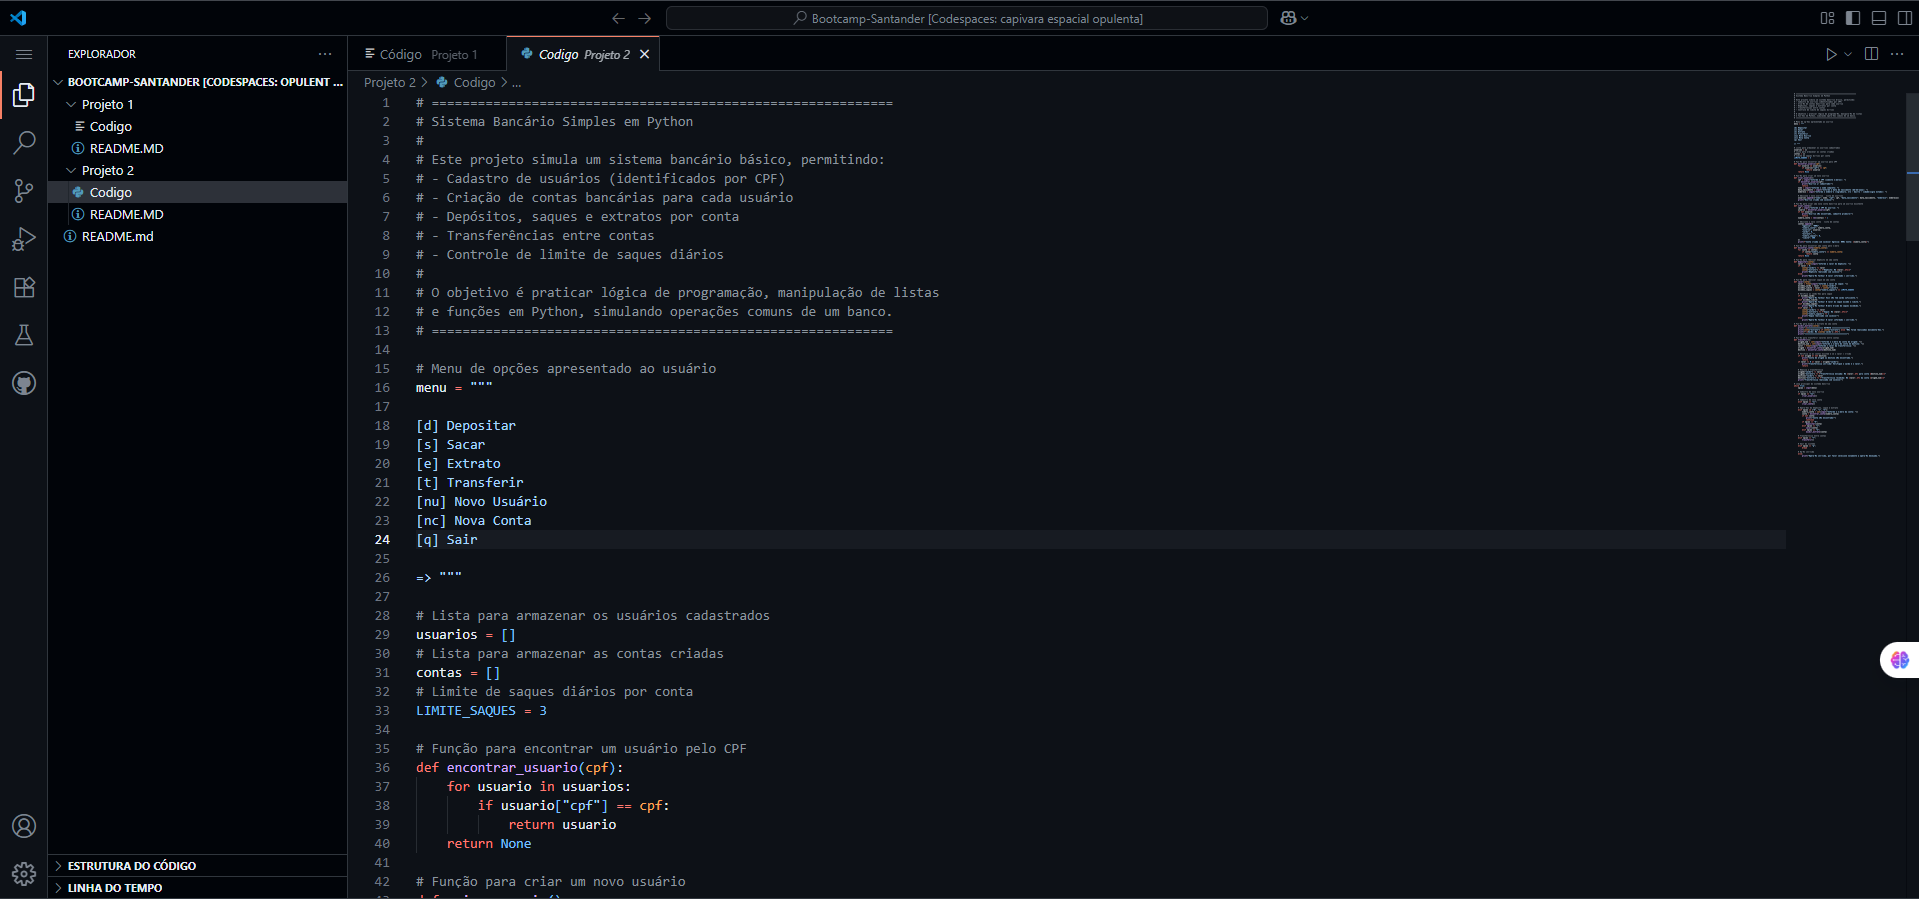 Bootcamp-Santander [Codespaces: capivara espacial opulenta]
EXPLORADOR
BOOTCAMP-SANTANDER [CODESPACES: OPULENT ...
Projeto 1
Codigo
README.MD
Projeto 2
Codigo
README.MD
README.md
ESTRUTURA DO CÓDIGO
LINHA DO TEMPO
Código Projeto 1
Codigo Projeto 2
Projeto 2 > Codigo > ...
1 # ============================================================
2 # Sistema Bancário Simples em Python
3 #
4 # Este projeto simula um sistema bancário básico, permitindo:
5 # - Cadastro de usuários (identificados por CPF)
6 # - Criação de contas bancárias para cada usuário
7 # - Depósitos, saques e extratos por conta
8 # - Transferências entre contas
9 # - Controle de limite de saques diários
10 #
11 # O objetivo é praticar lógica de programação, manipulação de listas
12 # e funções em Python, simulando operações comuns de um banco.
13 # ============================================================
14
15 # Menu de opções apresentado ao usuário
16 menu = """
17
18 [d] Depositar
19 [s] Sacar
20 [e] Extrato
21 [t] Transferir
22 [nu] Novo Usuário
23 [nc] Nova Conta
24 [q] Sair
25
26 => """
27
28 # Lista para armazenar os usuários cadastrados
29 usuarios = []
30 # Lista para armazenar as contas criadas
31 contas = []
32 # Limite de saques diários por conta
33 LIMITE_SAQUES = 3
34
35 # Função para encontrar um usuário pelo CPF
36 def encontrar_usuario(cpf):
37 for usuario in usuarios:
38 if usuario["cpf"] == cpf:
39 return usuario
40 return None
41
42 # Função para criar um novo usuário